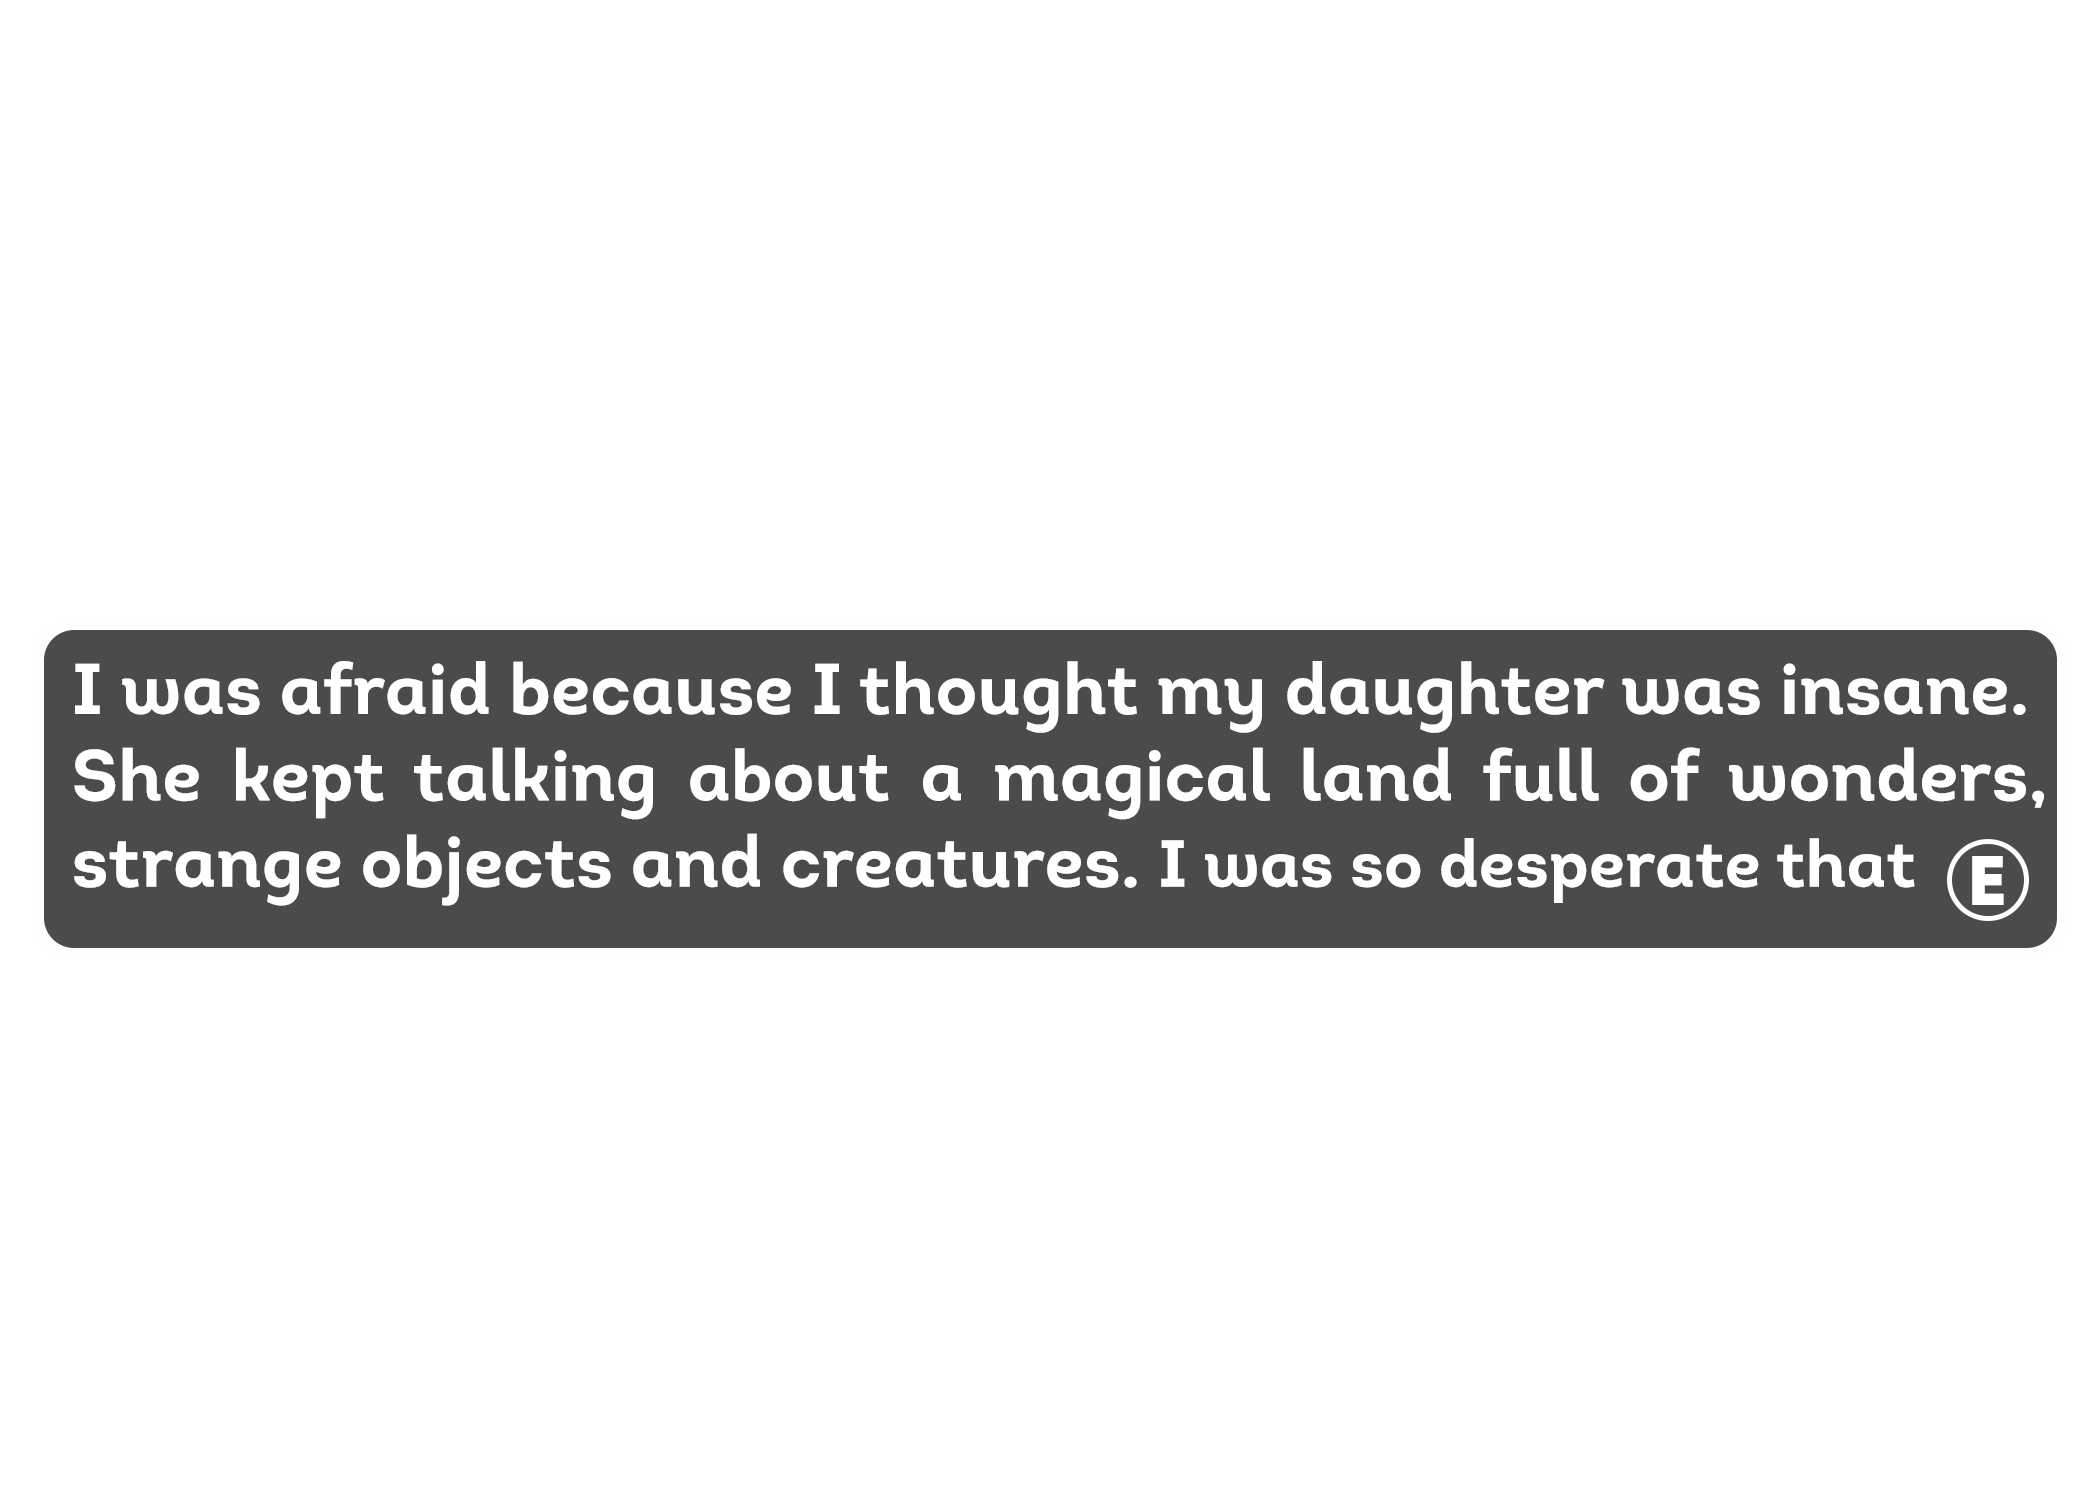 I was afraid because I thought my daughter was insane.
She kept talking about a magical land full of wonders,
strange objects and creatures. I was so desperate that E